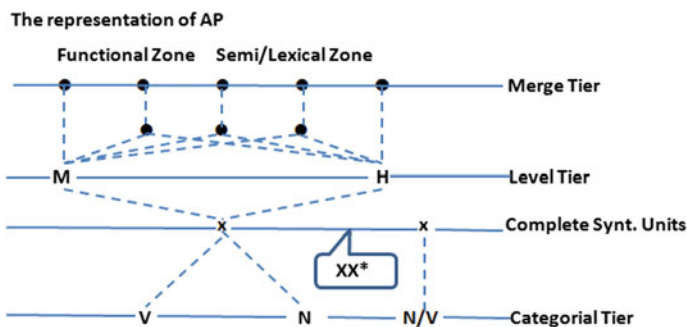 The representation of AP
Functional Zone Semi/Lexical Zone
Merge Tier
M H Level Tier
x x Complete Synt. Units
XX*
V N N/V Categorial Tier